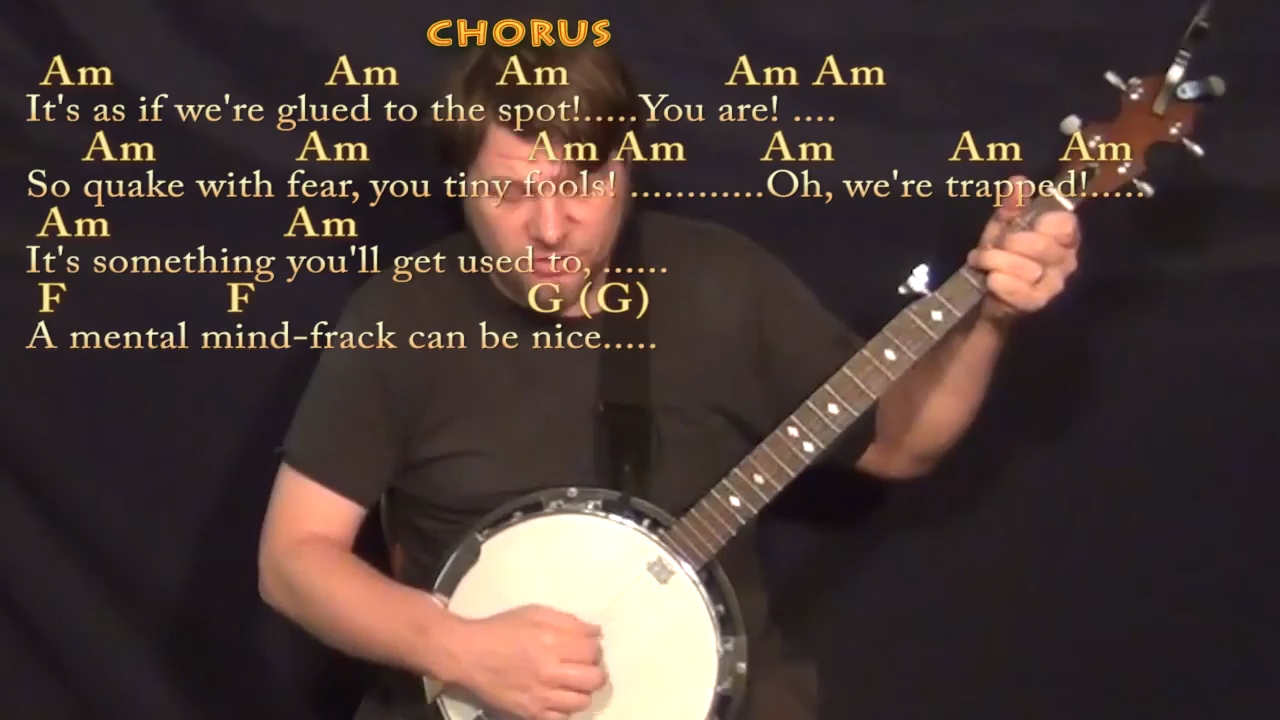 CHORUS
Am Am Am Am Am
It's as if we're glued to the spot!.....You are! ....
Am Am Am Am Am Am Am
So quake with fear, you tiny fools! ............Oh, we're trapped!.....
Am Am
It's something you'll get used to, ......
F F G (G)
A mental mind-frack can be nice.....